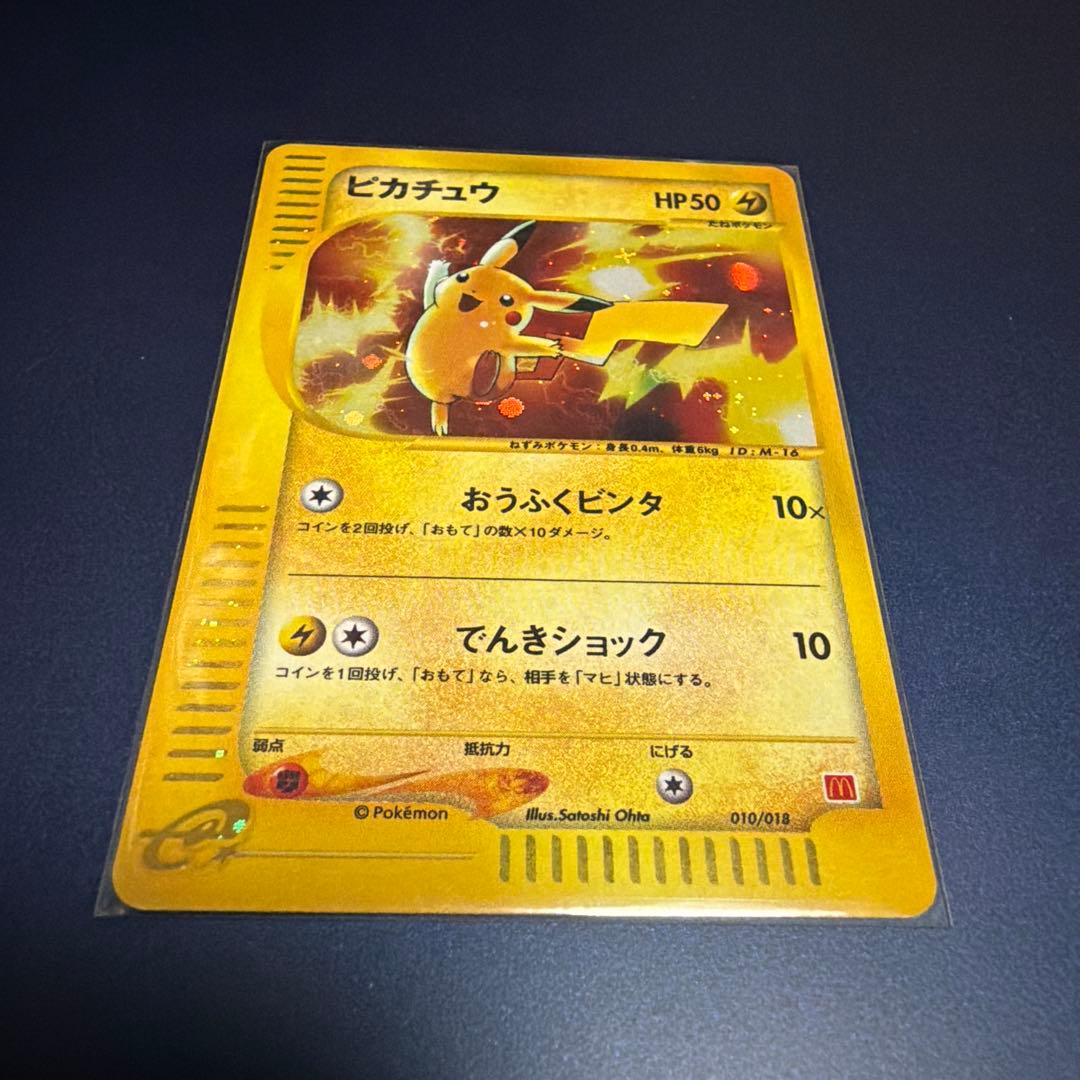 ピカチュウ
HP50
たねポケモン
ねずみポケモン：身長0.4m、体重6kg ID:M-16
おうふくビンタ 10×
コインを2回投げ、「おもて」の数×10ダメージ。
でんきショック 10
コインを1回投げ、「おもて」なら、相手を「マヒ」状態にする。
弱点 抵抗力 にげる
©Pokémon Illus.Satoshi Ohta 010/018